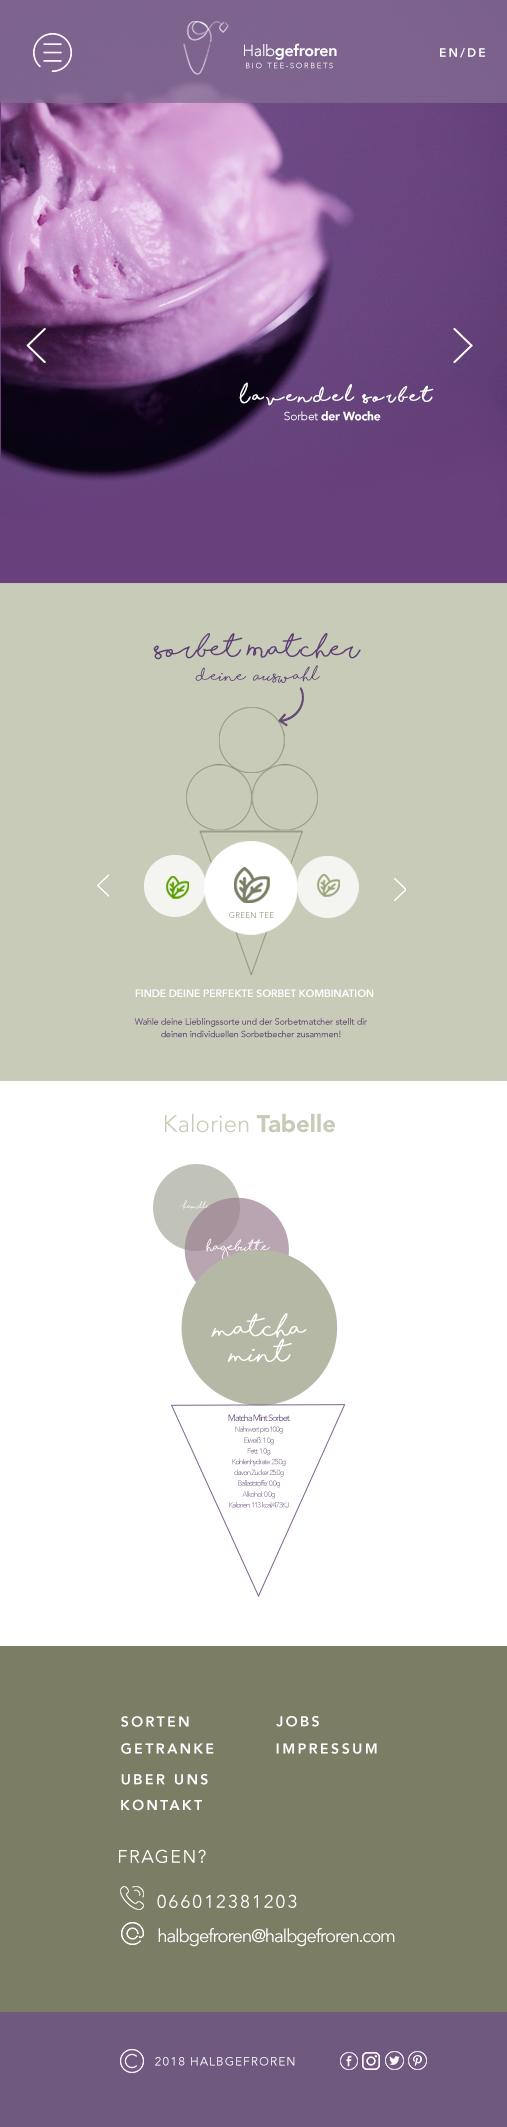 Halbgefroren
BIO TEE-SORBETS
EN/DE
lavendel sorbet
Sorbet der Woche
sorbet matcher
deine auswahl
GREEN TEE
FINDE DEINE PERFEKTE SORBET KOMBINATION
Wahle deine Lieblingssorte und der Sorbetmatcher stellt dir
deinen individuellen Sorbetbecher zusammen!
Kalorien Tabelle
hagebutte
matcha
mint
Matcha Mint Sorbet
Nährwert pro 100g
Eiweiß: 1.0g
Fett: 1.0g
Kohlenhydrate: 25.0g
davon Zucker 25.0g
Ballaststoffe: 0.0g
Alkohol: 0.0g
Kalorien: 113 kcal/473KJ
SORTEN
JOBS
GETRANKE
IMPRESSUM
UBER UNS
KONTAKT
FRAGEN?
066012381203
halbgefroren@halbgefroren.com
© 2018 HALBGEFROREN